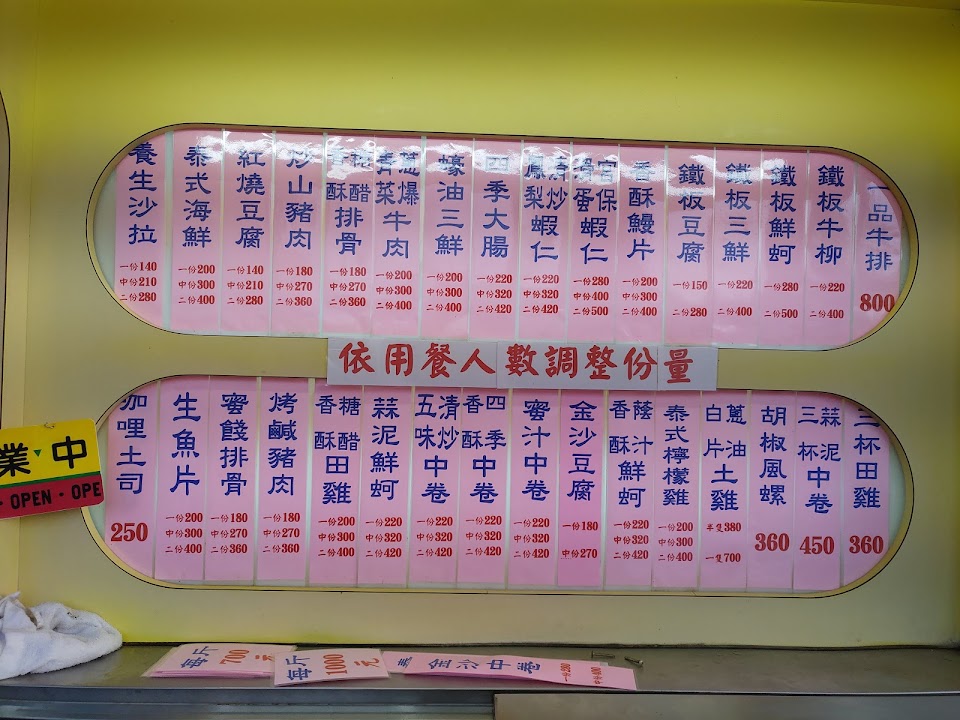 養生沙拉 一份140 中份210 二份280
泰式海鮮 一份200 中份300 二份400
紅燒豆腐 一份140 中份210 二份280
炒山豬肉 一份180 中份270 二份360
香酥 糖醋 排骨 一份180 中份270 二份360
青菜 蔥爆 牛肉 一份200 中份300 二份400
蠔油三鮮 一份200 中份300 二份400
四季大腸 一份220 中份320 二份420
鳳梨 清炒 蝦仁 一份220 中份320 二份420
滑蛋 宮保 蝦仁 一份280 中份400 二份500
香酥鰻片 一份200 中份300 二份400
鐵板豆腐 一份150 二份280
鐵板三鮮 一份220 二份400
鐵板鮮蚵 一份280 二份500
鐵板牛柳 一份220 二份400
一品牛排 800
依用餐人數調整份量
咖哩土司 250
生魚片 一份200 中份300 二份400
蜜餞排骨 一份180 中份270 二份360
烤鹹豬肉 一份180 中份270 二份360
香酥 糖醋 田雞 一份200 中份300 二份400
蒜泥鮮蚵 一份220 中份320 二份420
五味 清炒 中卷 一份220 中份320 二份420
香酥 四季 中卷 一份220 中份320 二份420
蜜汁中卷 一份220 中份320 二份420
金沙豆腐 一份180 中份270
香酥 蔭汁 鮮蚵 一份220 中份320 二份420
泰式檸檬雞 一份200 中份300 二份400
白片 蔥油 土雞 半隻380 一隻700
胡椒風螺 360
三杯 蒜泥 中卷 450
三杯田雞 360
業中
OPEN · OPE
每斤 700 元
每斤 1000 元
金沙中卷